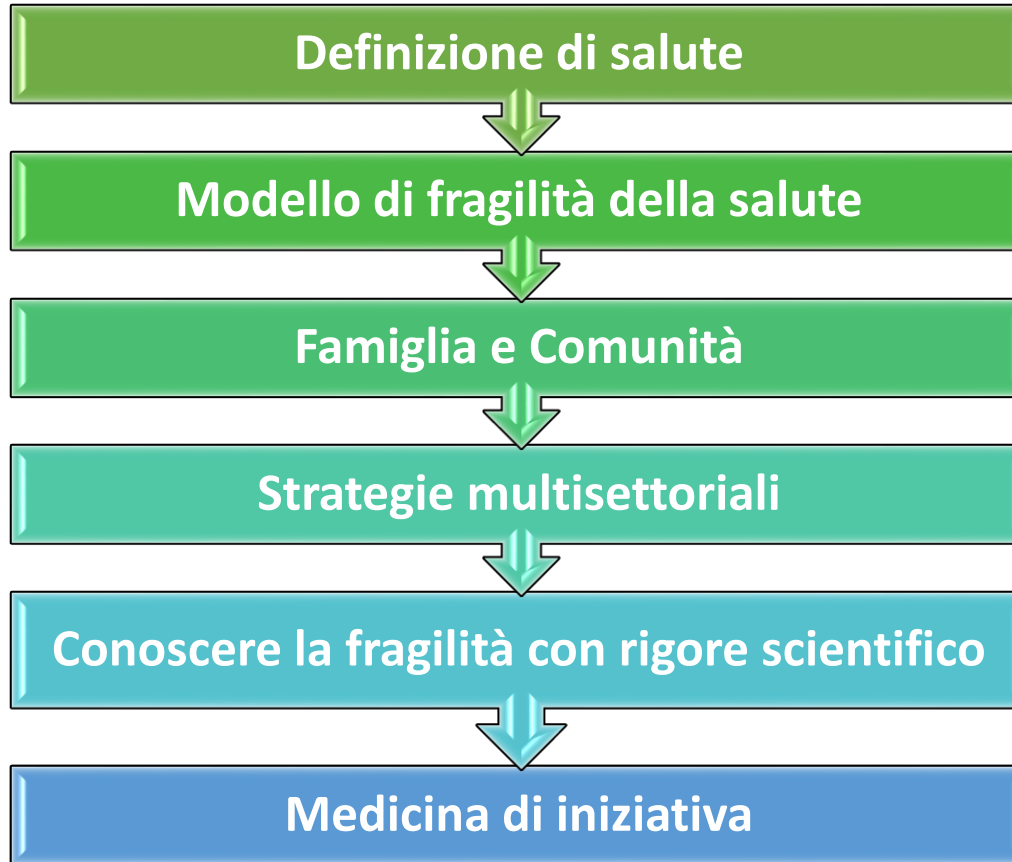 Definizione di salute
Modello di fragilità della salute
Famiglia e Comunità
Strategie multisettoriali
Conoscere la fragilità con rigore scientifico
Medicina di iniziativa